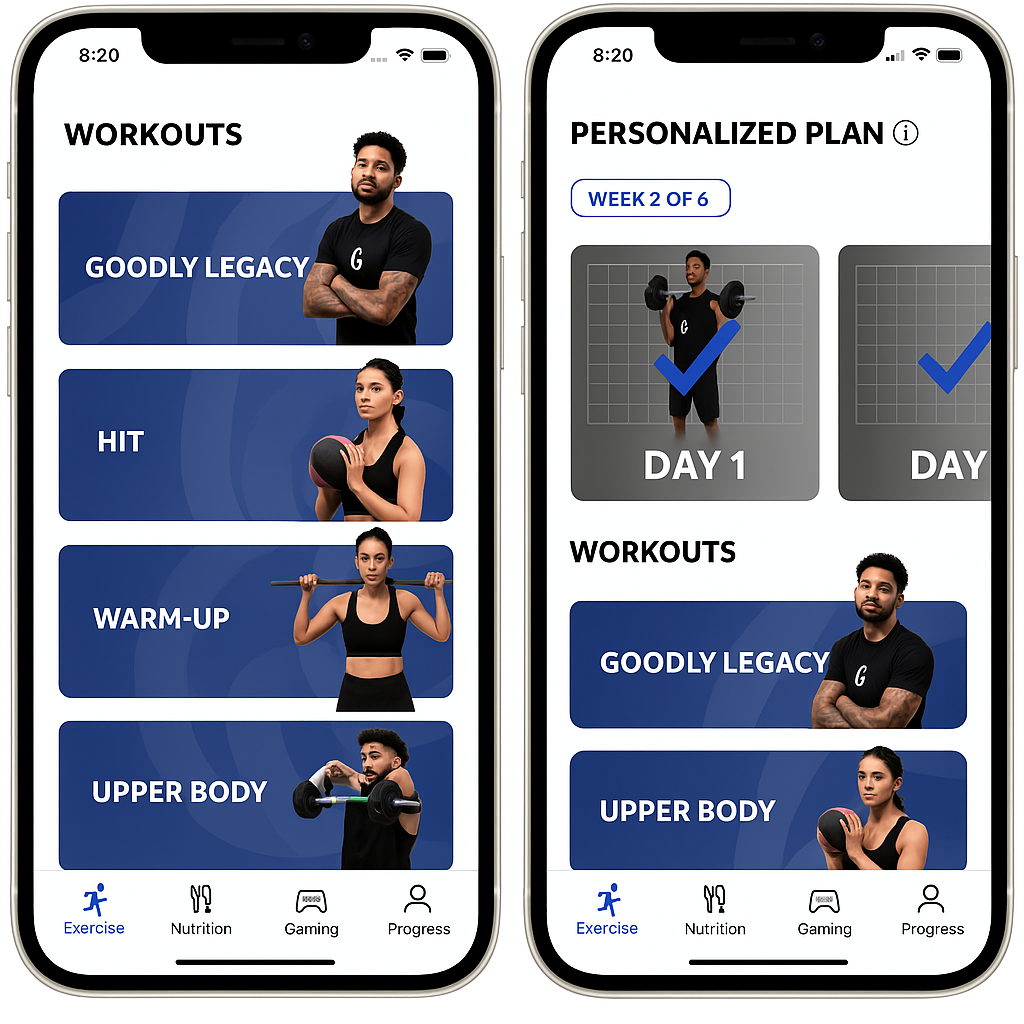 8:20
WORKOUTS
GOODLY LEGACY
G
HIT
WARM-UP
UPPER BODY
Exercise
Nutrition
Gaming
Progress
8:20
PERSONALIZED PLAN i
WEEK 2 OF 6
G
DAY 1
DAY
WORKOUTS
GOODLY LEGACY
G
UPPER BODY
Exercise
Nutrition
Gaming
Progress